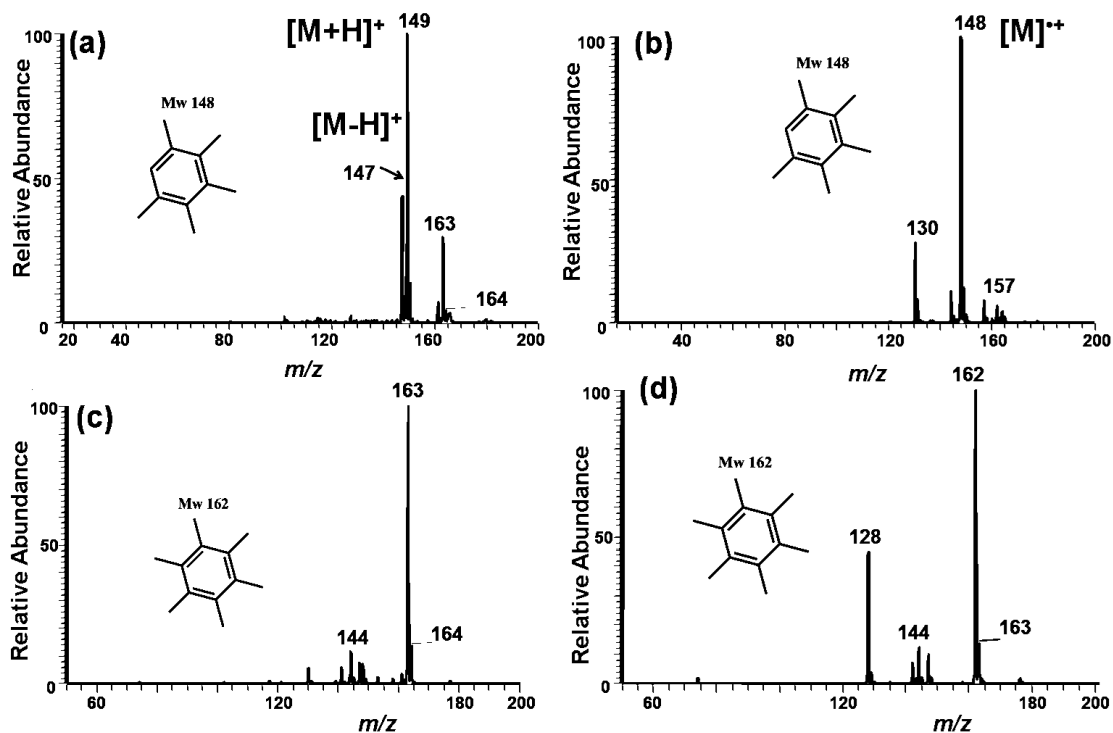 (a)
[M+H]⁺
149
Mw 148
[M-H]⁺
147
163
164
Relative Abundance
100
50
0
20 40 80 120 160 200
m/z
(b)
148
[M]•⁺
Mw 148
130
157
Relative Abundance
100
50
0
40 80 120 160 200
m/z
(c)
163
Mw 162
144
164
Relative Abundance
100
50
0
60 120 180 200
m/z
(d)
162
Mw 162
128
144
163
Relative Abundance
100
50
0
60 120 180 200
m/z